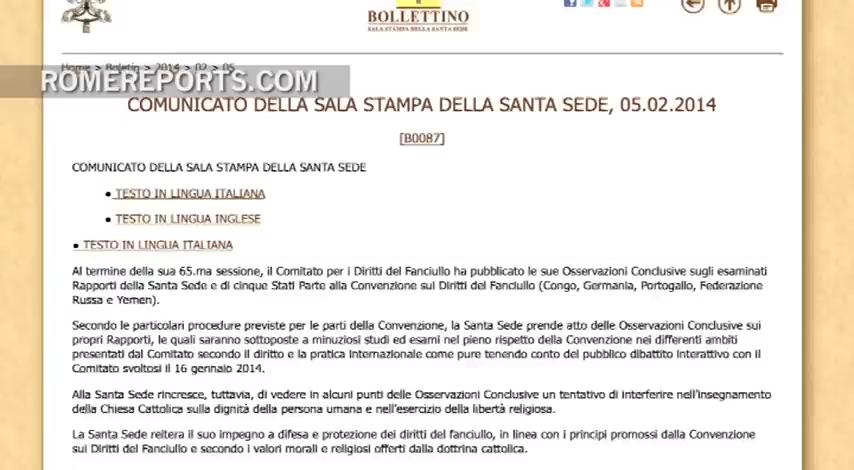 BOLLETTINO
SALA STAMPA DELLA SANTA SEDE
Home > Boletín > 2014 > 02 > 05
ROMEREPORTS.COM
COMUNICATO DELLA SALA STAMPA DELLA SANTA SEDE, 05.02.2014
[B0087]
COMUNICATO DELLA SALA STAMPA DELLA SANTA SEDE
• TESTO IN LINGUA ITALIANA
• TESTO IN LINGUA INGLESE
• TESTO IN LINGUA ITALIANA
Al termine della sua 65.ma sessione, il Comitato per i Diritti del Fanciullo ha pubblicato le sue Osservazioni Conclusive sugli esaminati
Rapporti della Santa Sede e di cinque Stati Parte alla Convenzione sui Diritti del Fanciullo (Congo, Germania, Portogallo, Federazione
Russa e Yemen).
Secondo le particolari procedure previste per le parti della Convenzione, la Santa Sede prende atto delle Osservazioni Conclusive sui
propri Rapporti, le quali saranno sottoposte a minuziosi studi ed esami nel pieno rispetto della Convenzione nei differenti ambiti
presentati dal Comitato secondo il diritto e la pratica internazionale come pure tenendo conto del pubblico dibattito interattivo con il
Comitato svoltosi il 16 gennaio 2014.
Alla Santa Sede rincresce, tuttavia, di vedere in alcuni punti delle Osservazioni Conclusive un tentativo di interferire nell'insegnamento
della Chiesa Cattolica sulla dignità della persona umana e nell'esercizio della libertà religiosa.
La Santa Sede reitera il suo impegno a difesa e protezione dei diritti del fanciullo, in linea con i principi promossi dalla Convenzione
sui Diritti del Fanciullo e secondo i valori morali e religiosi offerti dalla dottrina cattolica.